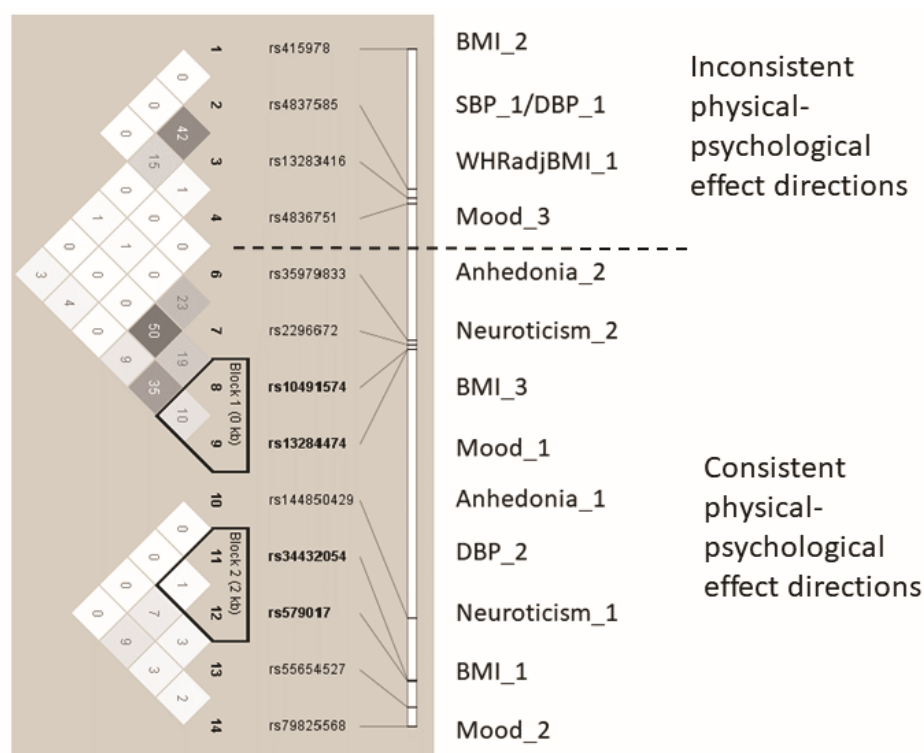 1 rs415978 BMI_2
2 rs4837585 SBP_1/DBP_1
3 rs13283416 WHRadjBMI_1
4 rs4836751 Mood_3
6 rs35979833 Anhedonia_2
7 rs2296672 Neuroticism_2
8 rs10491574 BMI_3
9 rs13284474 Mood_1
10 rs144850429 Anhedonia_1
11 rs34432054 DBP_2
12 rs579017 Neuroticism_1
13 rs55654527 BMI_1
14 rs79825568 Mood_2
Block 1 (0 kb)
Block 2 (2 kb)
0
0
0 42
15
1
1 0
0 1 0
3 0 0
4 0 23
0 50
9 19
35
10
0
0
0 1
0 7
9 3
3
2
Inconsistent
physical-
psychological
effect directions
Consistent
physical-
psychological
effect directions